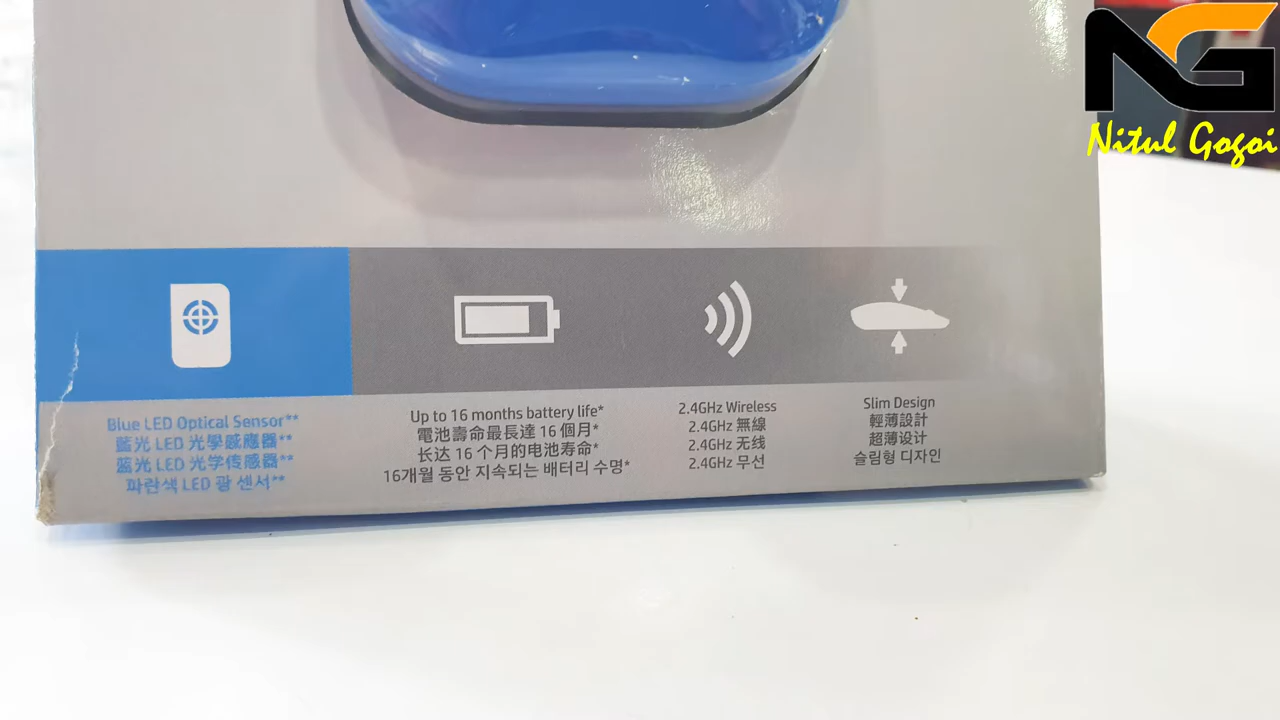 NG
Nitul Gogoi
Blue LED Optical Sensor**
藍光 LED 光學感應器**
蓝光 LED 光学传感器**
파란색 LED 광 센서**
Up to 16 months battery life*
電池壽命最長達 16 個月*
长达 16 个月的电池寿命*
16개월 동안 지속되는 배터리 수명*
2.4GHz Wireless
2.4GHz 無線
2.4GHz 无线
2.4GHz 무선
Slim Design
輕薄設計
超薄设计
슬림형 디자인